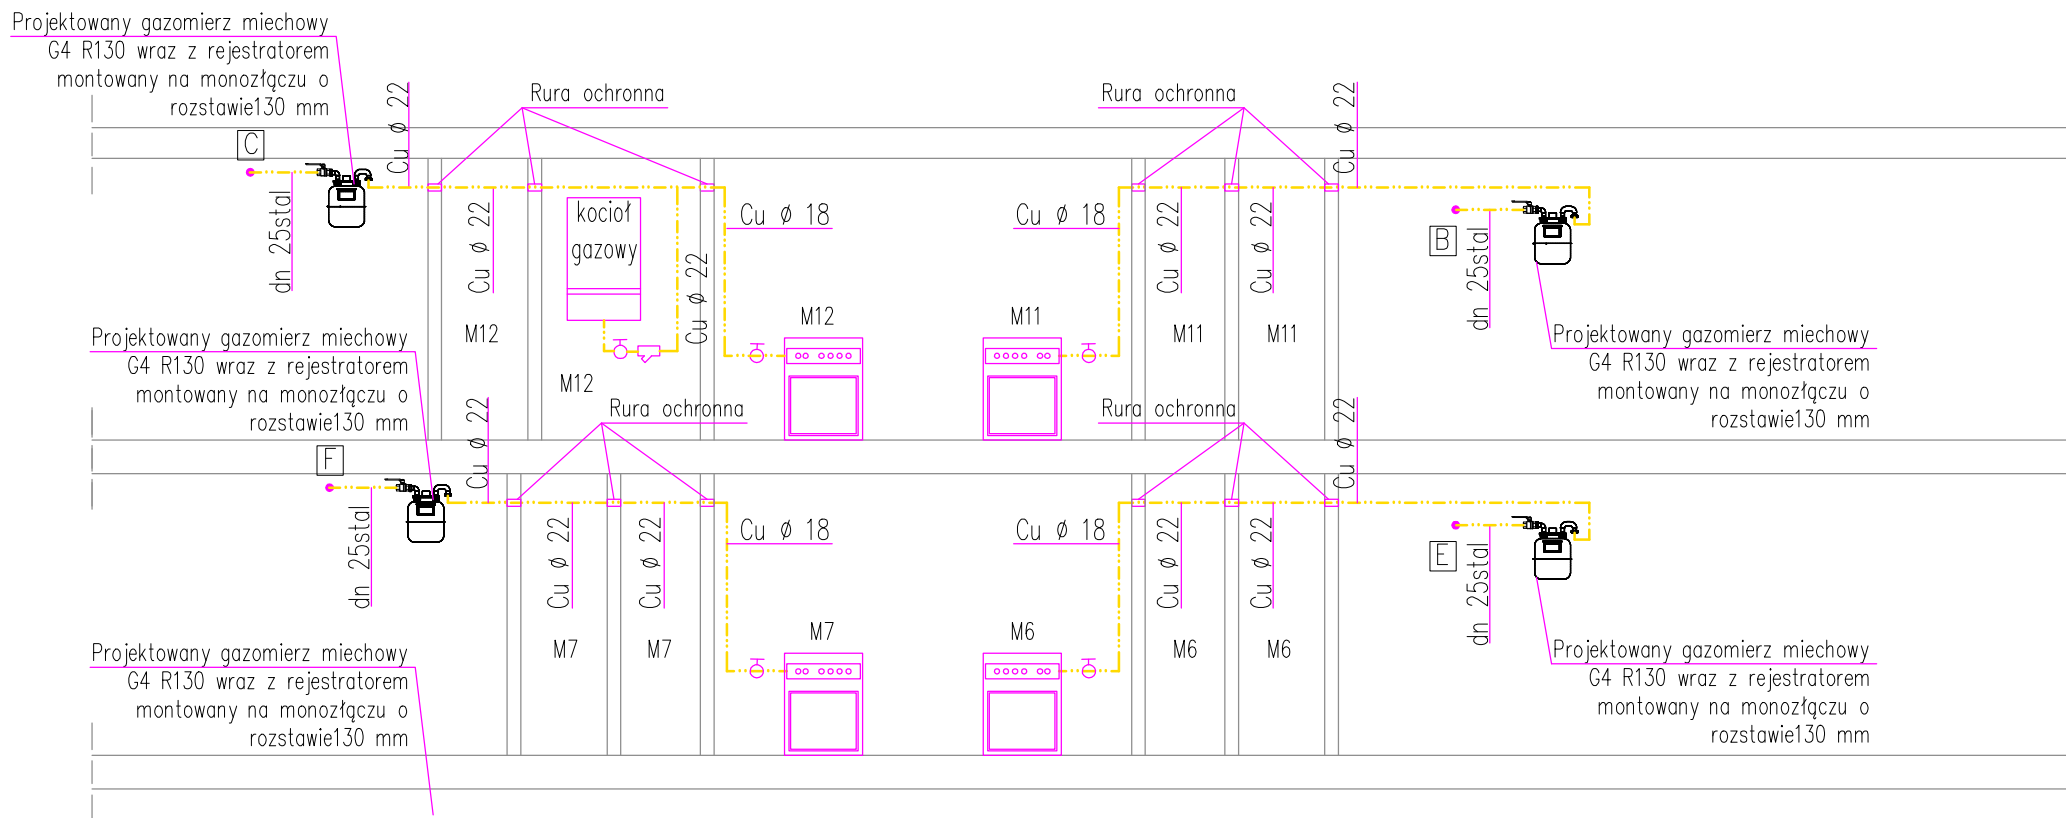 Projektowany gazomierz miechowy
G4 R130 wraz z rejestratorem
montowany na monozłączu o
rozstawie130 mm
C
dn 25stal
Cu ø 22
Rura ochronna
Cu ø 22
kocioł
gazowy
Cu ø 22
Cu ø 18
M12
M12
M12
Rura ochronna
Cu ø 22
Cu ø 18
Cu ø 22
Cu ø 22
M11
M11
M11
B
dn 25stal
Projektowany gazomierz miechowy
G4 R130 wraz z rejestratorem
montowany na monozłączu o
rozstawie130 mm
Projektowany gazomierz miechowy
G4 R130 wraz z rejestratorem
montowany na monozłączu o
rozstawie130 mm
F
dn 25stal
Cu ø 22
Rura ochronna
Cu ø 22
Cu ø 22
Cu ø 18
M7
M7
M7
Rura ochronna
Cu ø 22
Cu ø 18
Cu ø 22
Cu ø 22
M6
M6
M6
E
dn 25stal
Projektowany gazomierz miechowy
G4 R130 wraz z rejestratorem
montowany na monozłączu o
rozstawie130 mm
Projektowany gazomierz miechowy
G4 R130 wraz z rejestratorem
montowany na monozłączu o
rozstawie130 mm